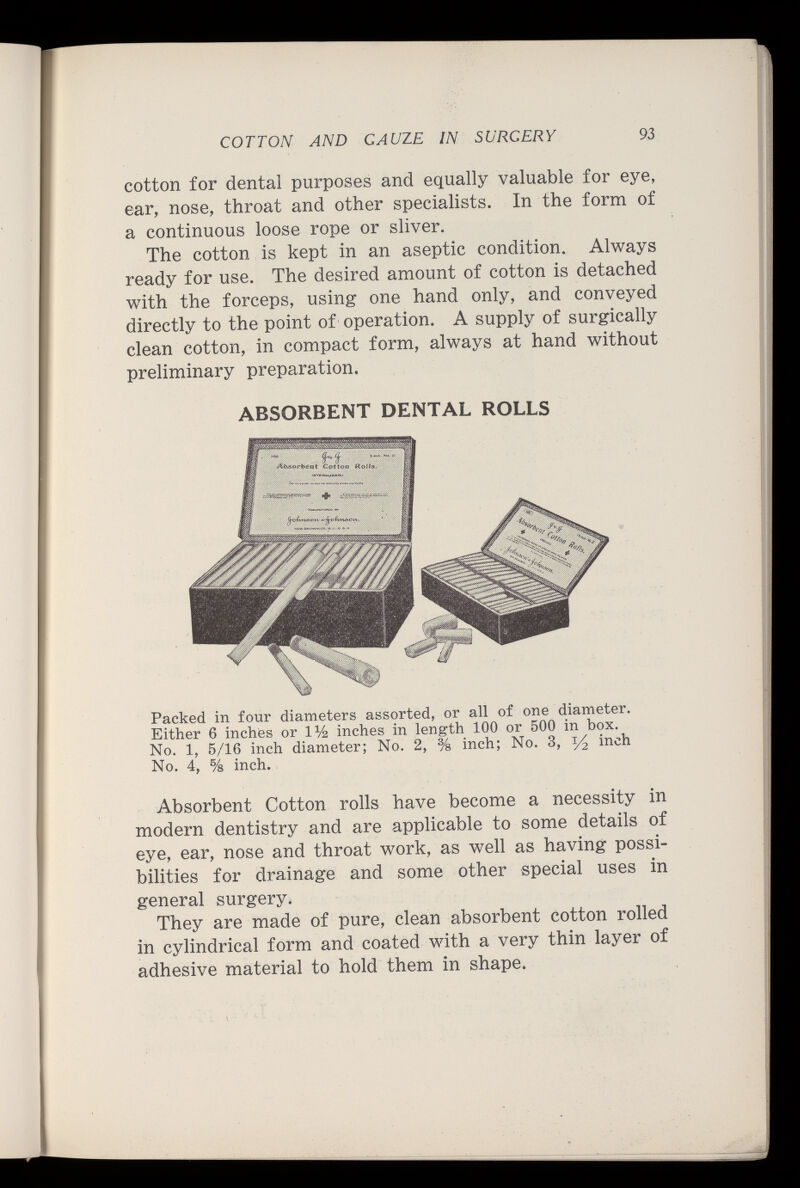 COTTON AND GAUZE IN SURGERY 93
cotton for dental purposes and equally valuable for eye,
ear, nose, throat and other specialists. In the form of
a continuous loose rope or sliver.
The cotton is kept in an aseptic condition. Always
ready for use. The desired amount of cotton is detached
with the forceps, using one hand only, and conveyed
directly to the point of operation. A supply of surgically
clean cotton, in compact form, always at hand without
preliminary preparation.
ABSORBENT DENTAL ROLLS
J & J
Absorbent Cotton Rolls.
Johnson & Johnson.
J & J
Absorbent Cotton Rolls.
Johnson & Johnson.
Packed in four diameters assorted, or all of one diameter.
Either 6 inches or 1½ inches in length 100 or 500 in box.
No. 1, 5/16 inch diameter; No. 2, ⅜ inch; No. 3, ½ inch
No. 4, ⅝ inch.
Absorbent Cotton rolls have become a necessity in
modern dentistry and are applicable to some details of
eye, ear, nose and throat work, as well as having possi-
bilities for drainage and some other special uses in
general surgery.
They are made of pure, clean absorbent cotton rolled
in cylindrical form and coated with a very thin layer of
adhesive material to hold them in shape.